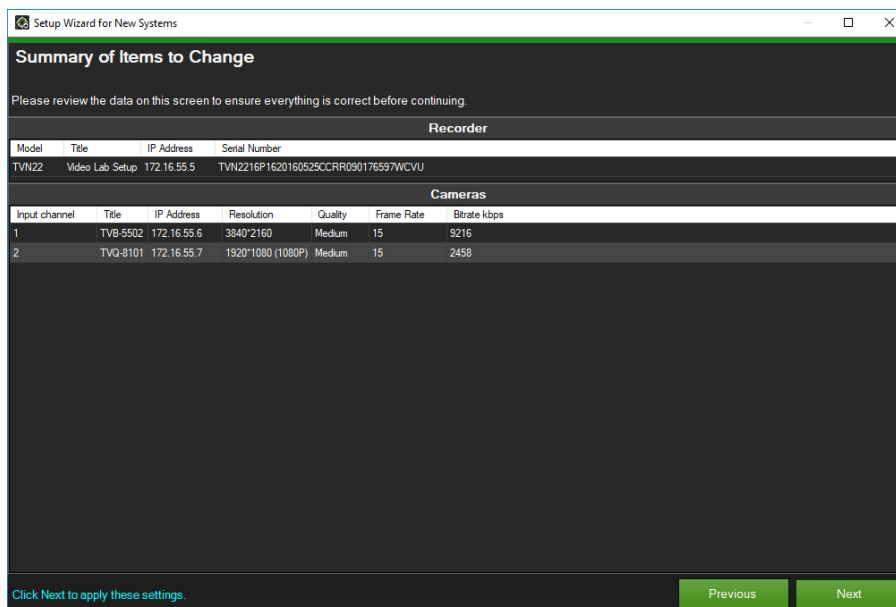 Setup Wizard for New Systems
Summary of Items to Change
Please review the data on this screen to ensure everything is correct before continuing.
Recorder
Model Title IP Address Serial Number
TVN22 Video Lab Setup 172.16.55.5 TVN2216P1620160525CCRR090176597WCVU
Cameras
Input channel Title IP Address Resolution Quality Frame Rate Bitrate kbps
1 TVB-5502 172.16.55.6 3840*2160 Medium 15 9216
2 TVQ-8101 172.16.55.7 1920*1080 (1080P) Medium 15 2458
Click Next to apply these settings.
Previous Next